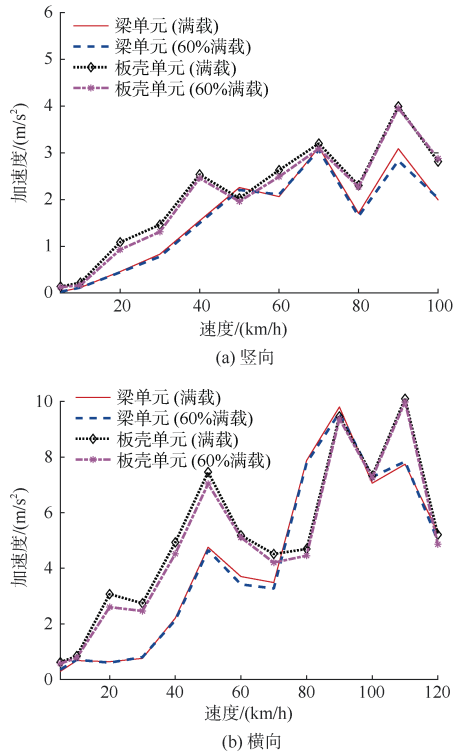 6
5
4
3
2
1
0
加速度/(m/s²)
梁单元 (满载)
梁单元 (60%满载)
板壳单元 (满载)
板壳单元 (60%满载)
20 40 60 80 100
速度/(km/h)
(a) 竖向
10
8
6
4
2
0
加速度/(m/s²)
梁单元 (满载)
梁单元 (60%满载)
板壳单元 (满载)
板壳单元 (60%满载)
20 40 60 80 100 120
速度/(km/h)
(b) 横向